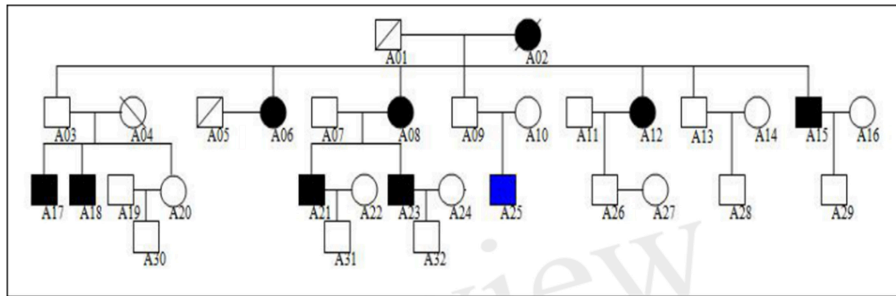 A01 A02
A03 A04 A05 A06 A07 A08 A09 A10 A11 A12 A13 A14 A15 A16
A17 A18 A19 A20 A21 A22 A23 A24 A25 A26 A27 A28 A29
A30 A31 A32
view